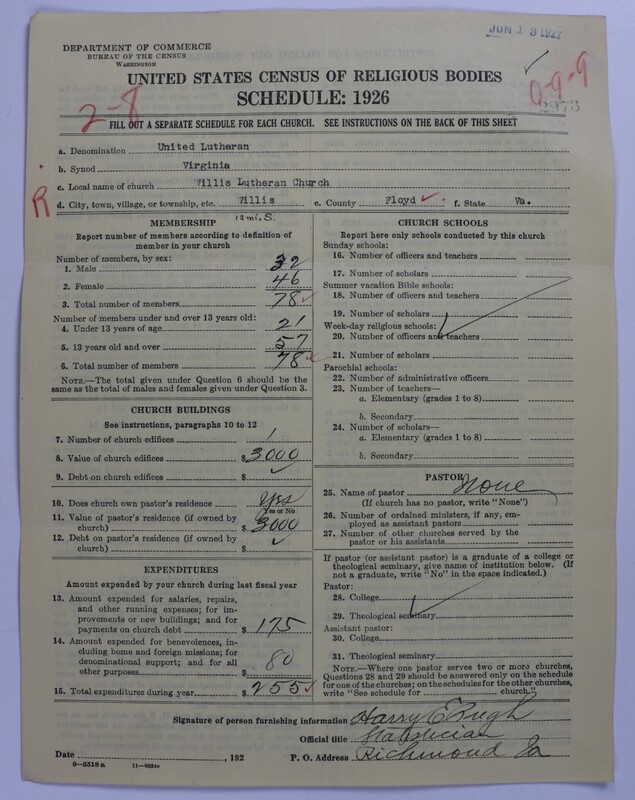 JUN 13 1927
DEPARTMENT OF COMMERCE
BUREAU OF THE CENSUS
WASHINGTON
UNITED STATES CENSUS OF RELIGIOUS BODIES
SCHEDULE: 1926
2-8
0-9-9
FILL OUT A SEPARATE SCHEDULE FOR EACH CHURCH. SEE INSTRUCTIONS ON THE BACK OF THIS SHEET
a. Denomination United Lutheran
b. Synod Virginia
c. Local name of church Willis Lutheran Church
R
d. City, town, village, or township, etc. Willis e. County Floyd ✓ f. State Va.
12 mi. S.
MEMBERSHIP
Report number of members according to definition of
member in your church
Number of members, by sex:
1. Male 32
2. Female 46
3. Total number of members 78 ✓
Number of members under and over 13 years old:
4. Under 13 years of age 21
5. 13 years old and over 57
6. Total number of members 78 ✓
NOTE.—The total given under Question 6 should be the
same as the total of males and females given under Question 3.
CHURCH BUILDINGS
See instructions, paragraphs 10 to 12
7. Number of church edifices 1
8. Value of church edifices $3000
9. Debt on church edifices $ ✓
10. Does church own pastor's residence Yes
Yes or No
11. Value of pastor's residence (if owned by
church) $3000
12. Debt on pastor's residence (if owned by
church) $ ✓
EXPENDITURES
Amount expended by your church during last fiscal year
13. Amount expended for salaries, repairs,
and other running expenses; for im-
provements or new buildings; and for
payments on church debt $ 175
14. Amount expended for benevolences, in-
cluding home and foreign missions; for
denominational support; and for all
other purposes 80
15. Total expenditures during year $ 255 ✓
CHURCH SCHOOLS
Report here only schools conducted by this church
Sunday schools:
16. Number of officers and teachers
17. Number of scholars
Summer vacation Bible schools:
18. Number of officers and teachers
19. Number of scholars
Week-day religious schools:
20. Number of officers and teachers
21. Number of scholars
Parochial schools:
22. Number of administrative officers
23. Number of teachers—
a. Elementary (grades 1 to 8)
b. Secondary
24. Number of scholars—
a. Elementary (grades 1 to 8)
b. Secondary
PASTOR
25. Name of pastor None
(If church has no pastor, write "None")
26. Number of ordained ministers, if any, em-
ployed as assistant pastors
27. Number of other churches served by the
pastor or his assistants
If pastor (or assistant pastor) is a graduate of a college or
theological seminary, give name of institution below. (If
not a graduate, write "No" in the space indicated.)
Pastor:
28. College
29. Theological seminary
Assistant pastor:
30. College
31. Theological seminary
NOTE.—Where one pastor serves two or more churches,
Questions 28 and 29 should be answered only on the schedule
for one of the churches; on the schedules for the other churches,
write "See schedule for church."
Signature of person furnishing information Harry E Pugh
Official title Statistician
Date , 192 P. O. Address Richmond Va
8-5318a 11-9084a